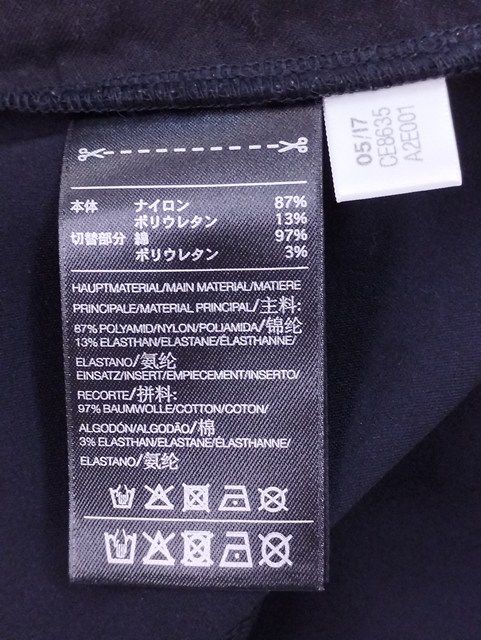 本体 ナイロン 87%
ポリウレタン 13%
切替部分 綿 97%
ポリウレタン 3%
HAUPTMATERIAL/MAIN MATERIAL/MATIERE
PRINCIPALE/MATERIAL PRINCIPAL/主料:
87% POLYAMID/NYLON/POLIAMIDA/锦纶
13% ELASTHAN/ELASTANE/ÉLASTHANNE/
ELASTANO/氨纶
EINSATZ/INSERT/EMPIECEMENT/INSERTO/
RECORTE/拼料:
97% BAUMWOLLE/COTTON/COTON/
ALGODÓN/ALGODÃO/棉
3% ELASTHAN/ELASTANE/ÉLASTHANNE/
ELASTANO/氨纶
05/17
CE8635
A2E001